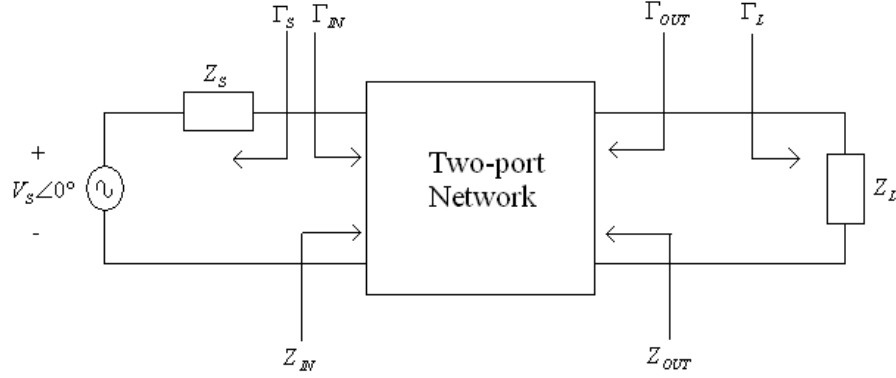 Γ_S Γ_IN Γ_OUT Γ_L
Z_S
+
V_S∠0°
-
Two-port
Network
Z_L
Z_IN Z_OUT